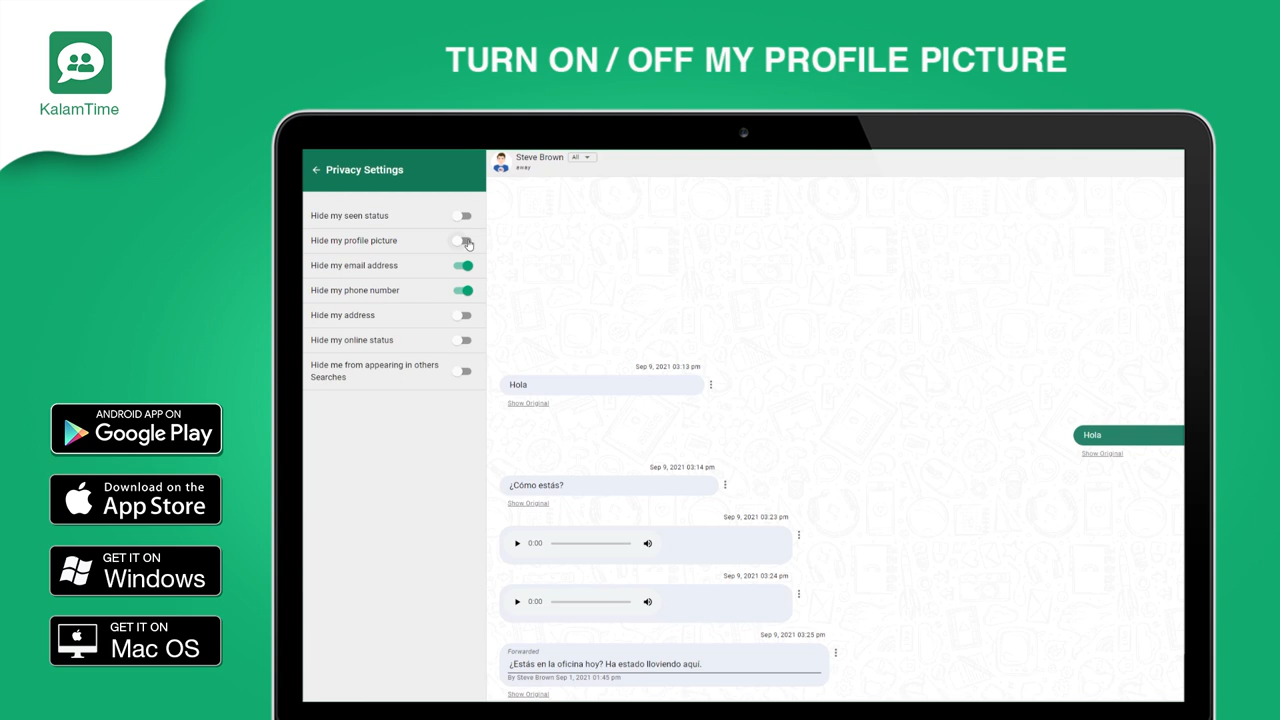 KalamTime
TURN ON / OFF MY PROFILE PICTURE
Privacy Settings
Hide my seen status
Hide my profile picture
Hide my email address
Hide my phone number
Hide my address
Hide my online status
Hide me from appearing in others
Searches
Steve Brown All
away
Sep 9, 2021 03:13 pm
Hola
Show Original
Hola
Show Original
Sep 9, 2021 03:14 pm
¿Cómo estás?
Show Original
Sep 9, 2021 03:23 pm
0:00
Sep 9, 2021 03:24 pm
0:00
Sep 9, 2021 03:25 pm
Forwarded
¿Estás en la oficina hoy? Ha estado lloviendo aquí.
By Steve Brown Sep 1, 2021 01:45 pm
Show Original
ANDROID APP ON
Google Play
Download on the
App Store
GET IT ON
Windows
GET IT ON
Mac OS